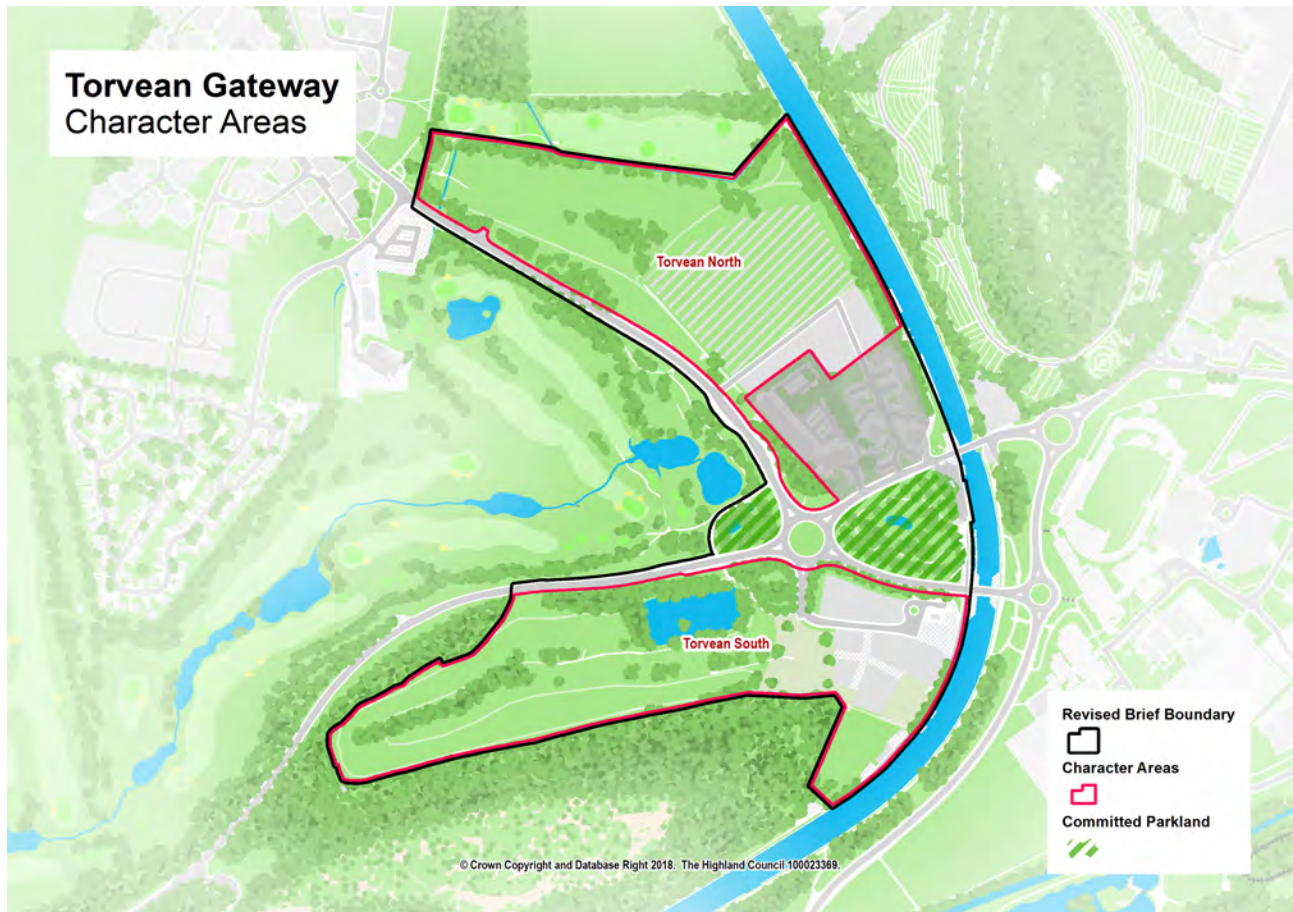 Torvean Gateway
Character Areas
Torvean North
Torvean South
Revised Brief Boundary
Character Areas
Committed Parkland
© Crown Copyright and Database Right 2018. The Highland Council 100023369.